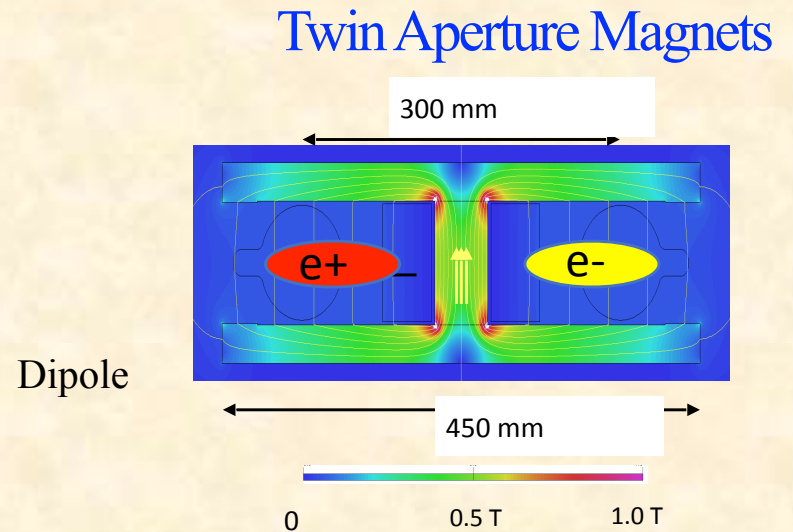 Twin Aperture Magnets
300 mm
e+ –
e-
Dipole
450 mm
0
0.5 T
1.0 T